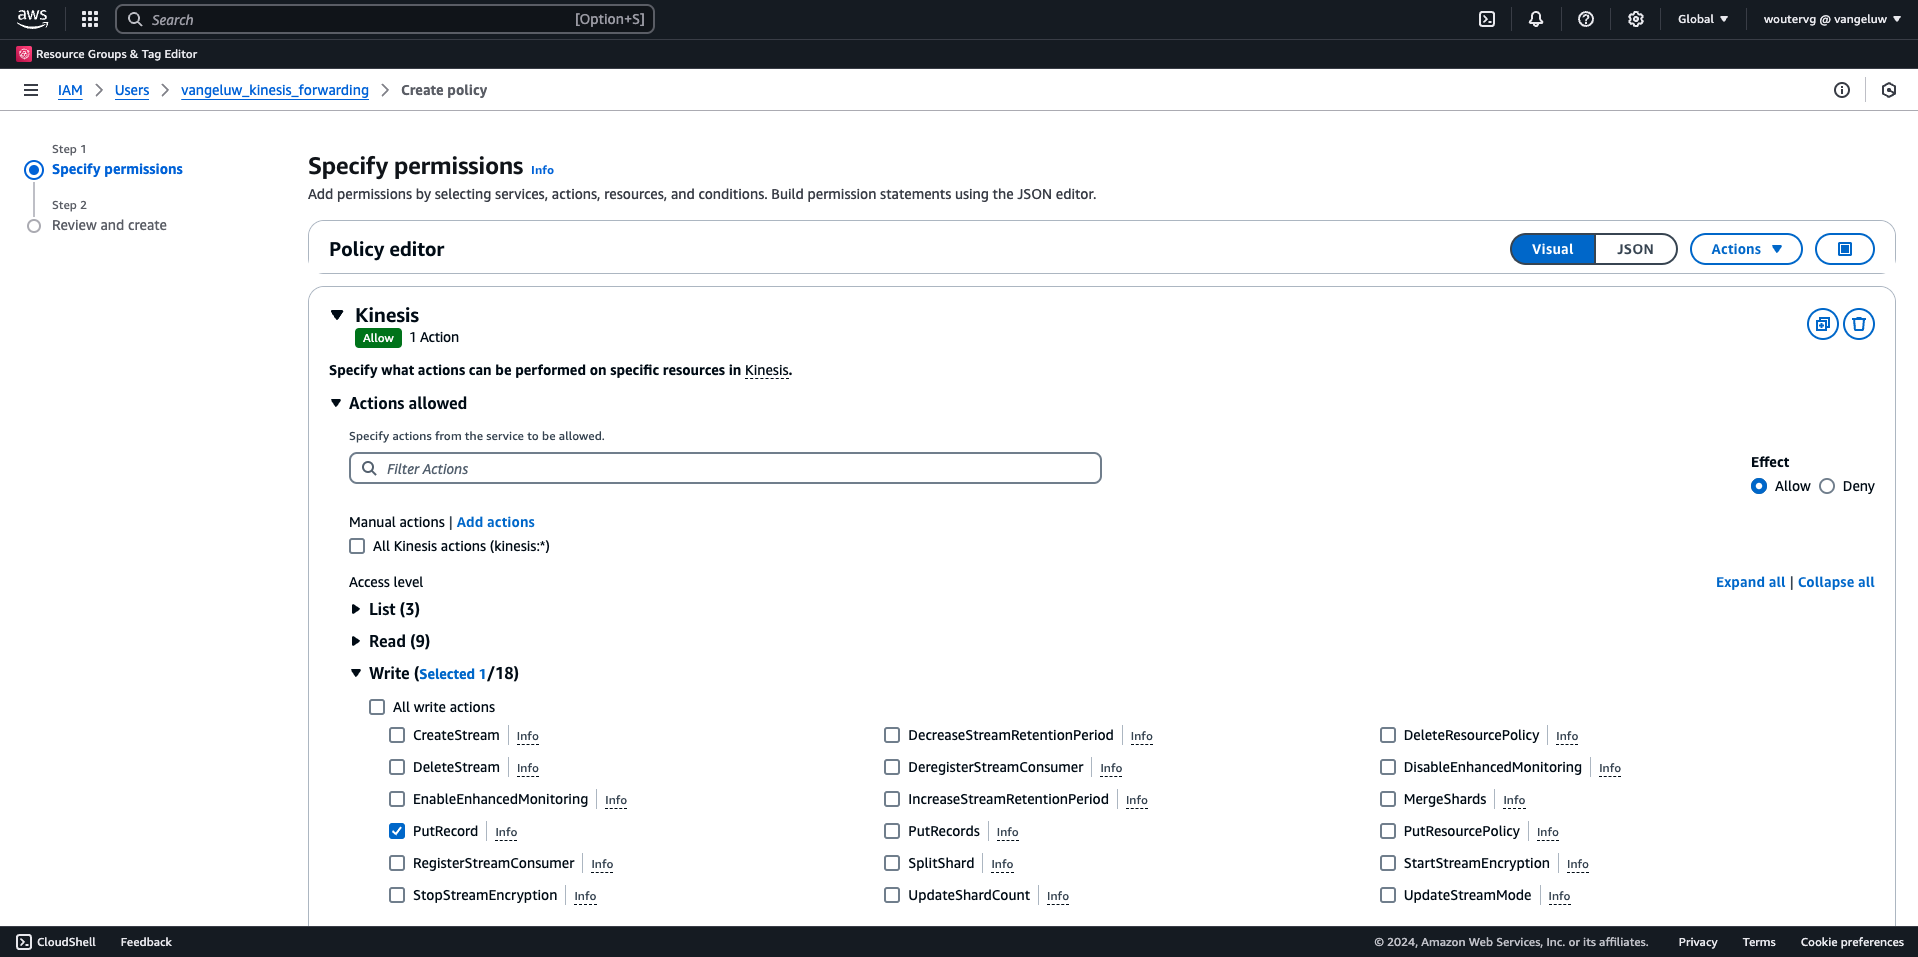 aws Search [Option+S] Global woutervg @ vangeluw
Resource Groups & Tag Editor
IAM Users vangeluw_kinesis_forwarding Create policy
Step 1
Specify permissions
Step 2
Review and create
Specify permissions Info
Add permissions by selecting services, actions, resources, and conditions. Build permission statements using the JSON editor.
Policy editor Visual JSON Actions
Kinesis
Allow 1 Action
Specify what actions can be performed on specific resources in Kinesis.
Actions allowed
Specify actions from the service to be allowed.
Filter Actions
Effect
Allow Deny
Manual actions | Add actions
All Kinesis actions (kinesis:*)
Access level Expand all | Collapse all
List (3)
Read (9)
Write (Selected 1/18)
All write actions
CreateStream Info DecreaseStreamRetentionPeriod Info DeleteResourcePolicy Info
DeleteStream Info DeregisterStreamConsumer Info DisableEnhancedMonitoring Info
EnableEnhancedMonitoring Info IncreaseStreamRetentionPeriod Info MergeShards Info
PutRecord Info PutRecords Info PutResourcePolicy Info
RegisterStreamConsumer Info SplitShard Info StartStreamEncryption Info
StopStreamEncryption Info UpdateShardCount Info UpdateStreamMode Info
CloudShell Feedback © 2024, Amazon Web Services, Inc. or its affiliates. Privacy Terms Cookie preferences